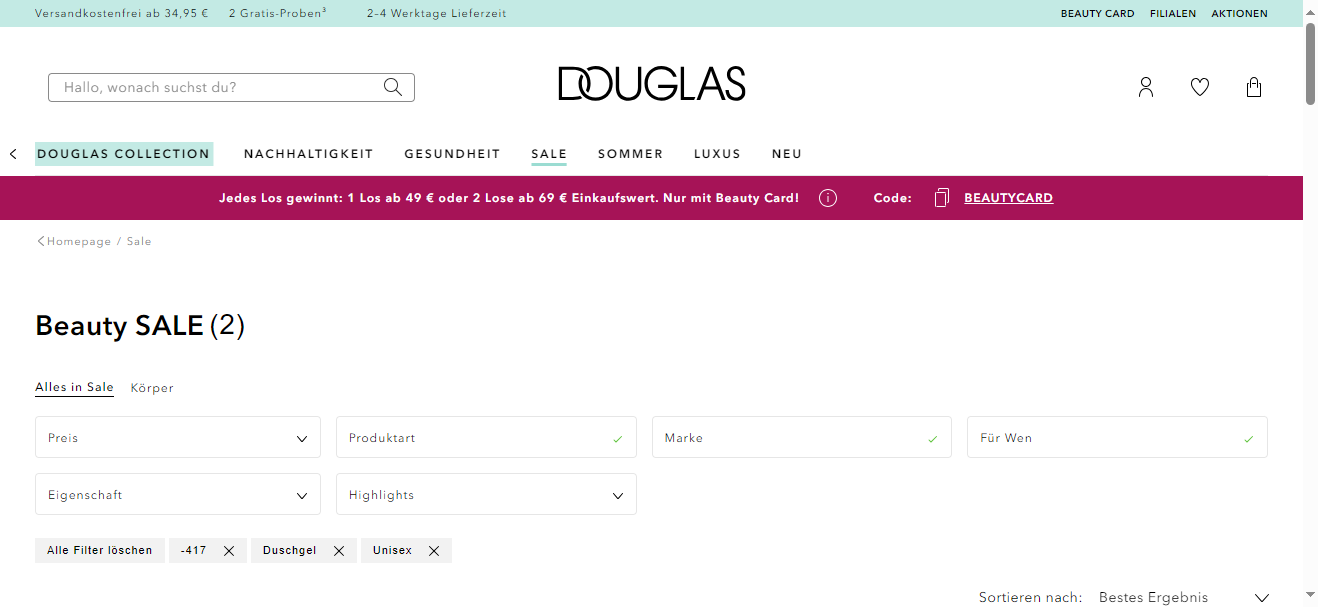 Versandkostenfrei ab 34,95 € 2 Gratis-Proben³ 2–4 Werktage Lieferzeit BEAUTY CARD FILIALEN AKTIONEN
Hallo, wonach suchst du? DOUGLAS
DOUGLAS COLLECTION NACHHALTIGKEIT GESUNDHEIT SALE SOMMER LUXUS NEU
Jedes Los gewinnt: 1 Los ab 49 € oder 2 Lose ab 69 € Einkaufswert. Nur mit Beauty Card! Code: BEAUTYCARD
Homepage / Sale
Beauty SALE (2)
Alles in Sale Körper
Preis Produktart Marke Für Wen
Eigenschaft Highlights
Alle Filter löschen -417 Duschgel Unisex
Sortieren nach: Bestes Ergebnis